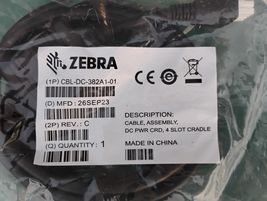 ZEBRA
(1P) CBL-DC-382A1-01
(D) MFD : 26SEP23
(2P) REV.: C
(Q) QUANTITY : 1
DESCRIPTION:
CABLE, ASSEMBLY,
DC PWR CRD, 4 SLOT CRADLE
MADE IN CHINA